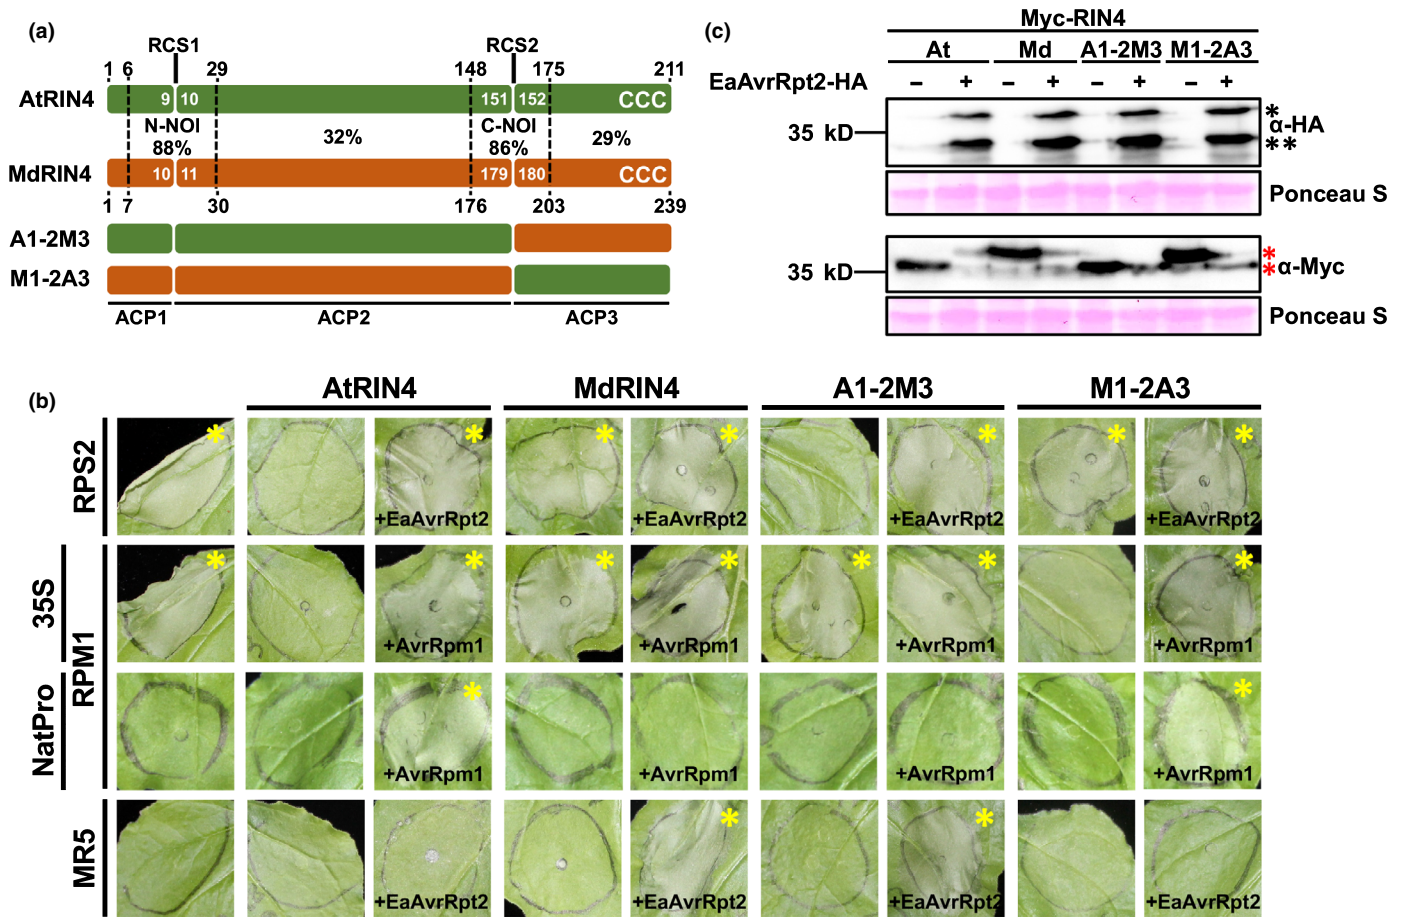 (a)
RCS1 RCS2
1 6 29 148 175 211
AtRIN4 9 10 151 152 CCC
N-NOI 32% C-NOI 29%
88% 86%
MdRIN4 10 11 179 180 CCC
1 7 30 176 203 239
A1-2M3
M1-2A3
ACP1 ACP2 ACP3
(c)
Myc-RIN4
At Md A1-2M3 M1-2A3
EaAvrRpt2-HA – + – + – + – +
*
35 kD α-HA
**
Ponceau S
*
35 kD *α-Myc
Ponceau S
(b)
AtRIN4 MdRIN4 A1-2M3 M1-2A3
RPS2
* * * * * * *
+EaAvrRpt2 +EaAvrRpt2 +EaAvrRpt2 +EaAvrRpt2
RPM1
35S
* * * * * * *
+AvrRpm1 +AvrRpm1 +AvrRpm1 +AvrRpm1
NatPro
* *
+AvrRpm1 +AvrRpm1 +AvrRpm1 +AvrRpm1
MR5
* *
+EaAvrRpt2 +EaAvrRpt2 +EaAvrRpt2 +EaAvrRpt2